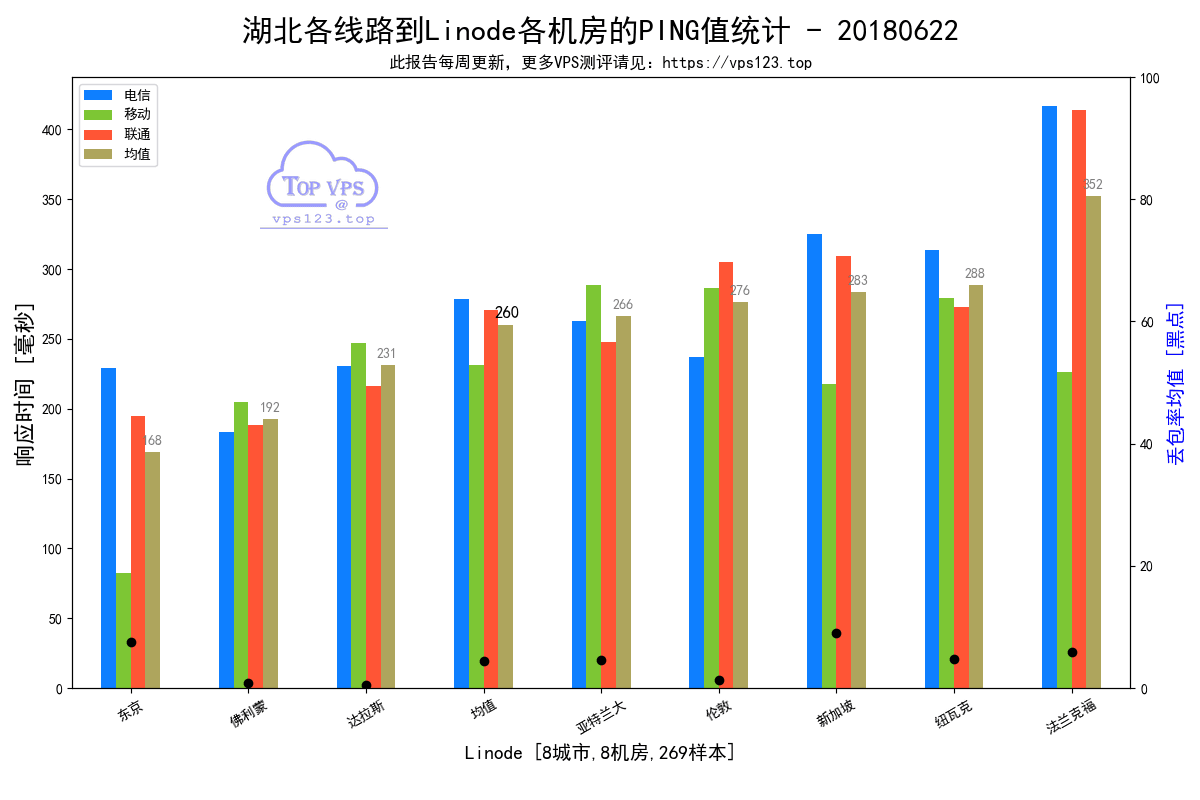 湖北各线路到Linode各机房的PING值统计 - 20180622
此报告每周更新，更多VPS测评请见：https://vps123.top
电信
移动
联通
均值
TOP VPS
@
vps123.top
响应时间 [毫秒]
400
350
300
250
200
150
100
50
0
168
192
231
260
266
276
283
288
352
100
80
60
40
20
0
丢包率均值 [黑点]
东京
佛利蒙
达拉斯
均值
亚特兰大
伦敦
新加坡
纽瓦克
法兰克福
Linode [8城市,8机房,269样本]